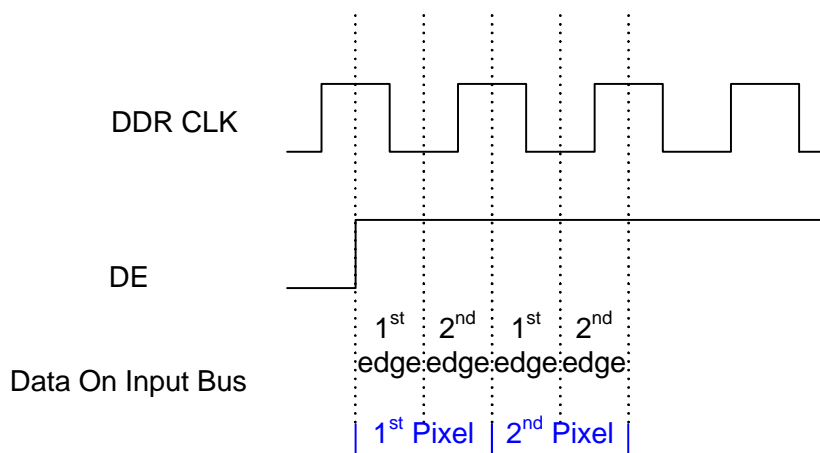 DDR CLK
DE
1st 2nd 1st 2nd
edge edge edge edge
Data On Input Bus
1st Pixel 2nd Pixel